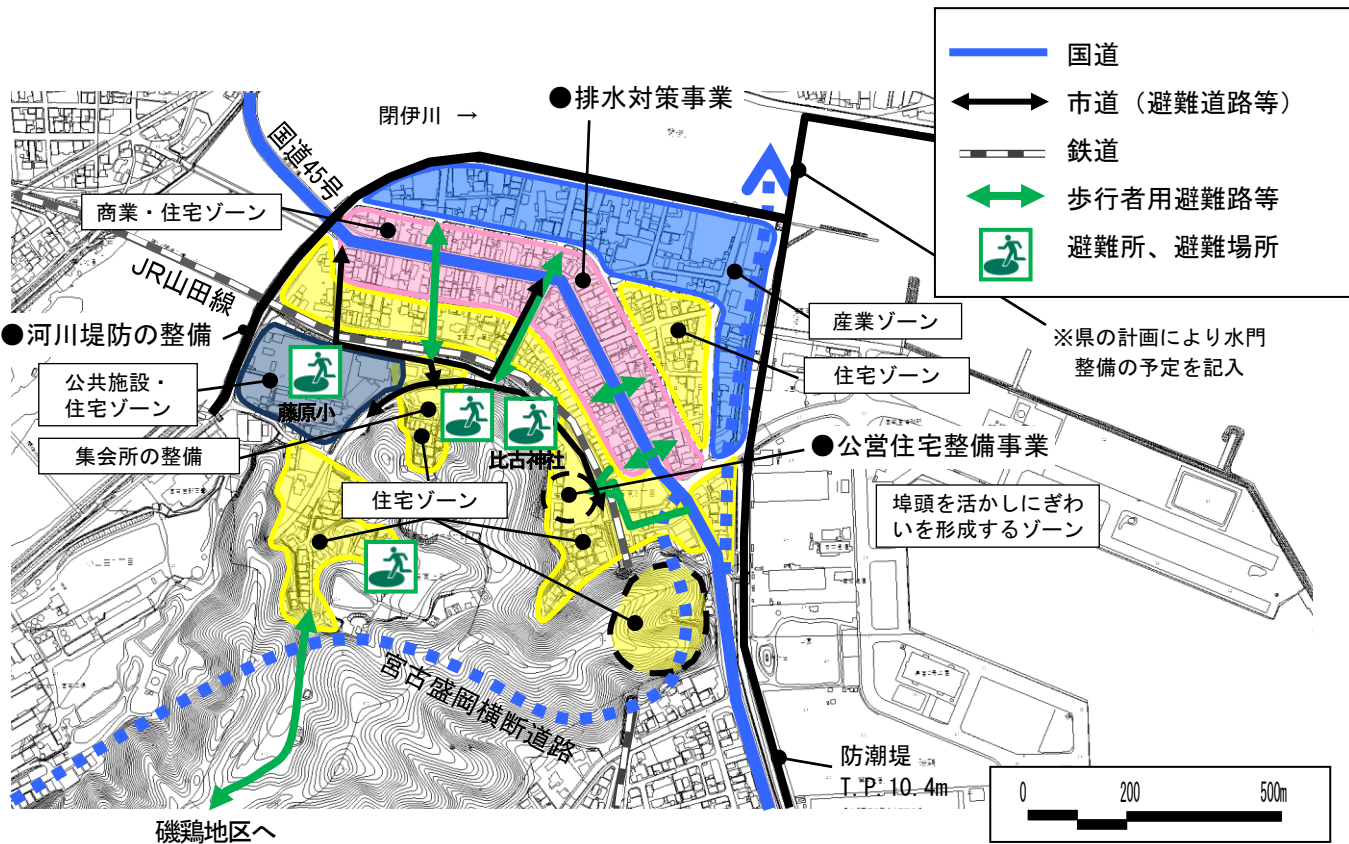 国道
市道（避難道路等）
鉄道
歩行者用避難路等
避難所、避難場所
●排水対策事業
閉伊川　→
国道45号
商業・住宅ゾーン
JR山田線
●河川堤防の整備
公共施設・
住宅ゾーン
藤原小
集会所の整備
比古神社
住宅ゾーン
産業ゾーン
住宅ゾーン
※県の計画により水門
整備の予定を記入
●公営住宅整備事業
埠頭を活かしにぎわ
いを形成するゾーン
宮古盛岡横断道路
防潮堤
T.P.10.4m
磯鶏地区へ
0 200 500m